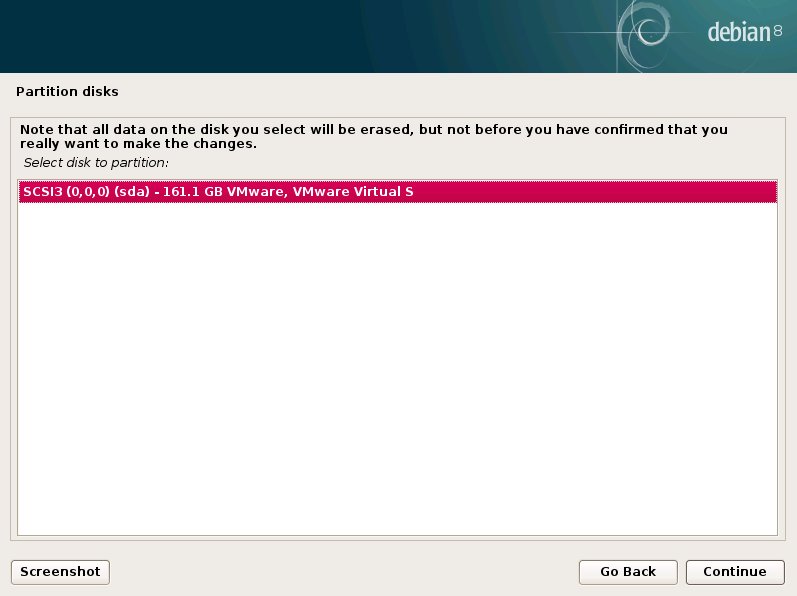 debian 8
Partition disks
Note that all data on the disk you select will be erased, but not before you have confirmed that you
really want to make the changes.
Select disk to partition:
SCSI3 (0,0,0) (sda) - 161.1 GB VMware, VMware Virtual S
Screenshot
Go Back
Continue